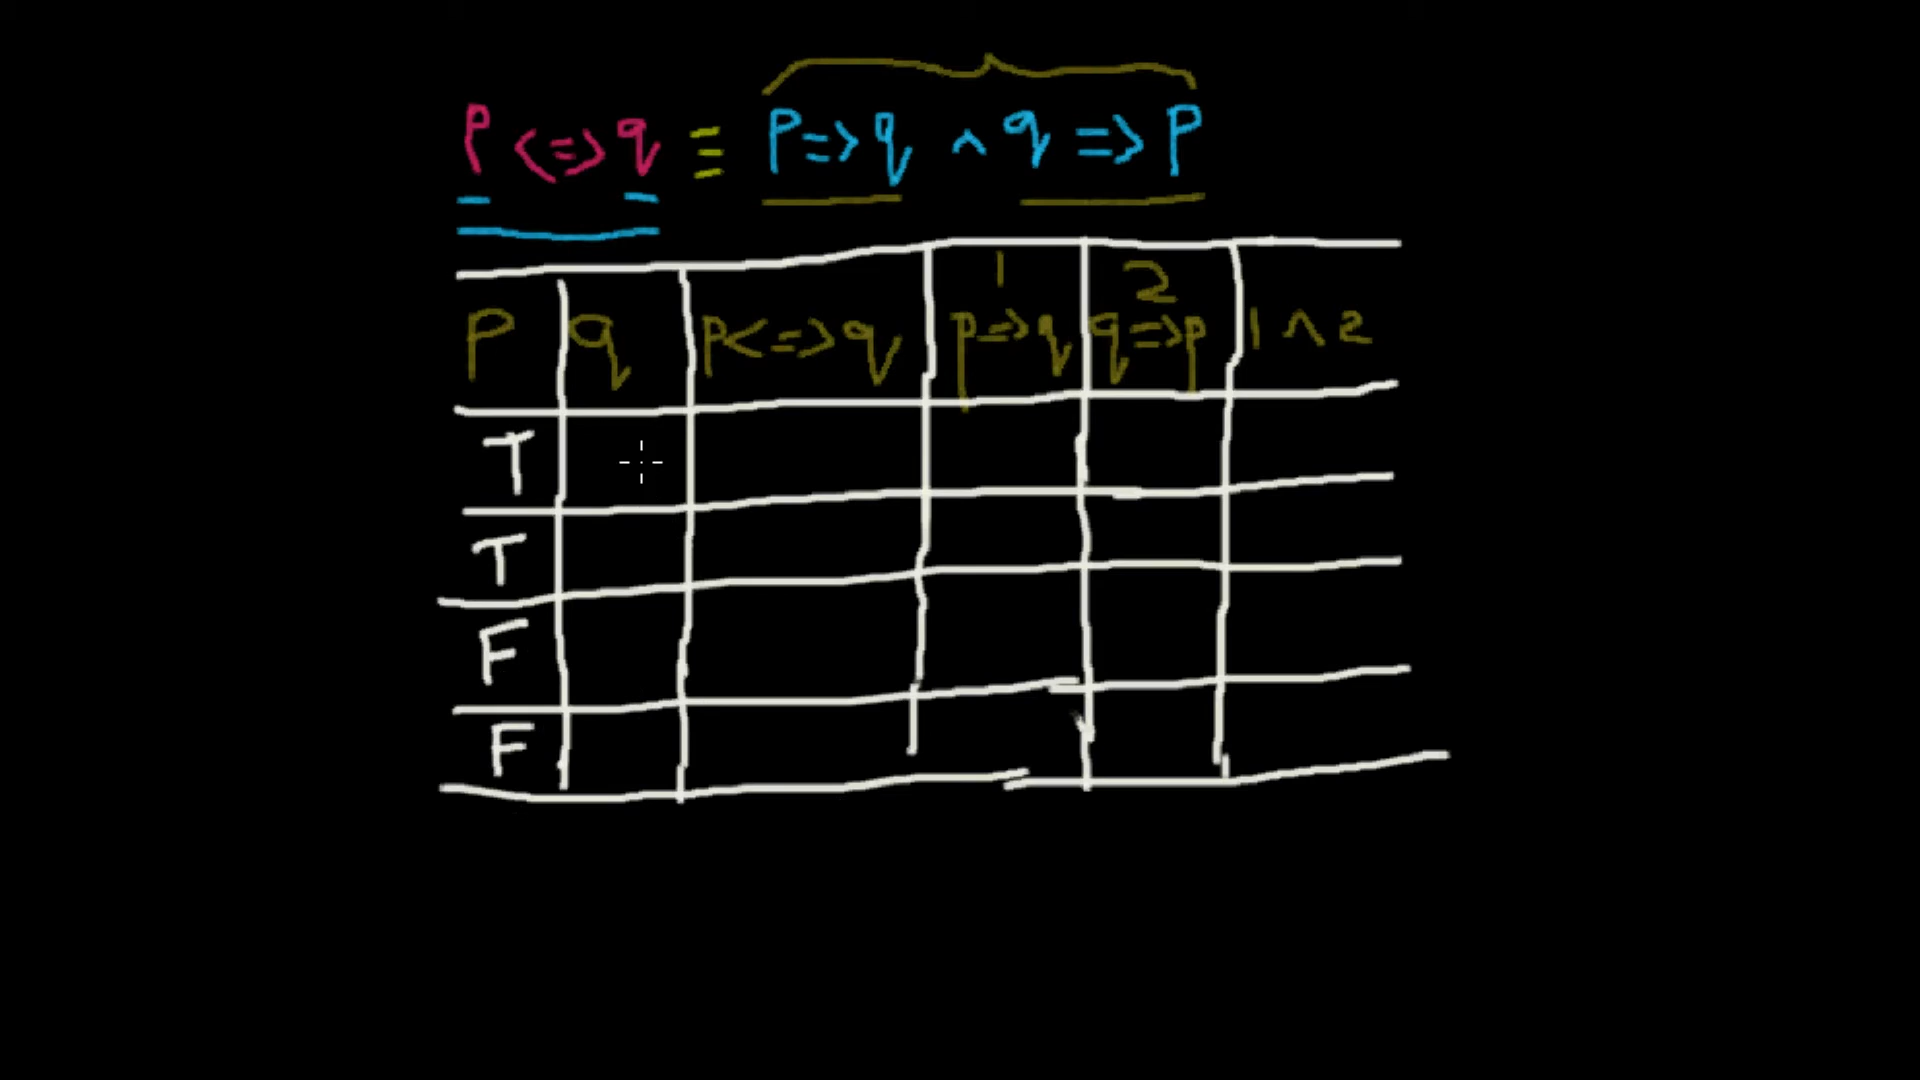 P <=> q ≡ P => q ∧ q => P
1 2
P q p <=> q p => q q => p 1 ∧ 2
T
T
F
F